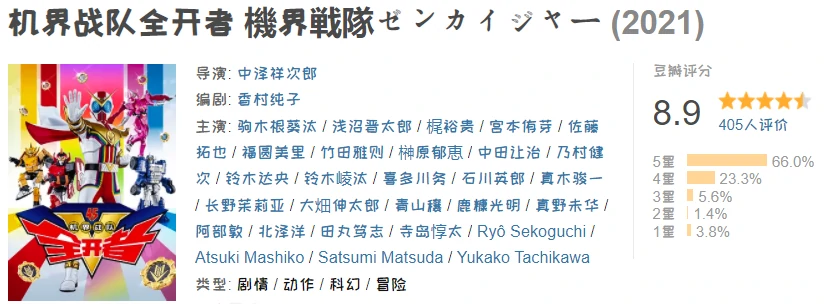 机界战队全开者 機界戦隊ゼンカイジャー (2021)
45
机界战队
全开者
导演: 中泽祥次郎
编剧: 香村纯子
主演: 驹木根葵汰 / 浅沼晋太郎 / 梶裕贵 / 宫本侑芽 / 佐藤
拓也 / 福圆美里 / 竹田雅则 / 榊原郁恵 / 中田让治 / 乃村健
次 / 铃木达央 / 铃木崚汰 / 喜多川务 / 石川英郎 / 真木骏一
/ 长野茉莉亚 / 大畑伸太郎 / 青山穰 / 鹿糠光明 / 真野未华 /
阿部敦 / 北泽洋 / 田丸笃志 / 寺岛惇太 / Ryô Sekoguchi /
Atsuki Mashiko / Satsumi Matsuda / Yukako Tachikawa
类型: 剧情 / 动作 / 科幻 / 冒险
豆瓣评分
8.9
405人评价
5星 66.0%
4星 23.3%
3星 5.6%
2星 1.4%
1星 3.8%